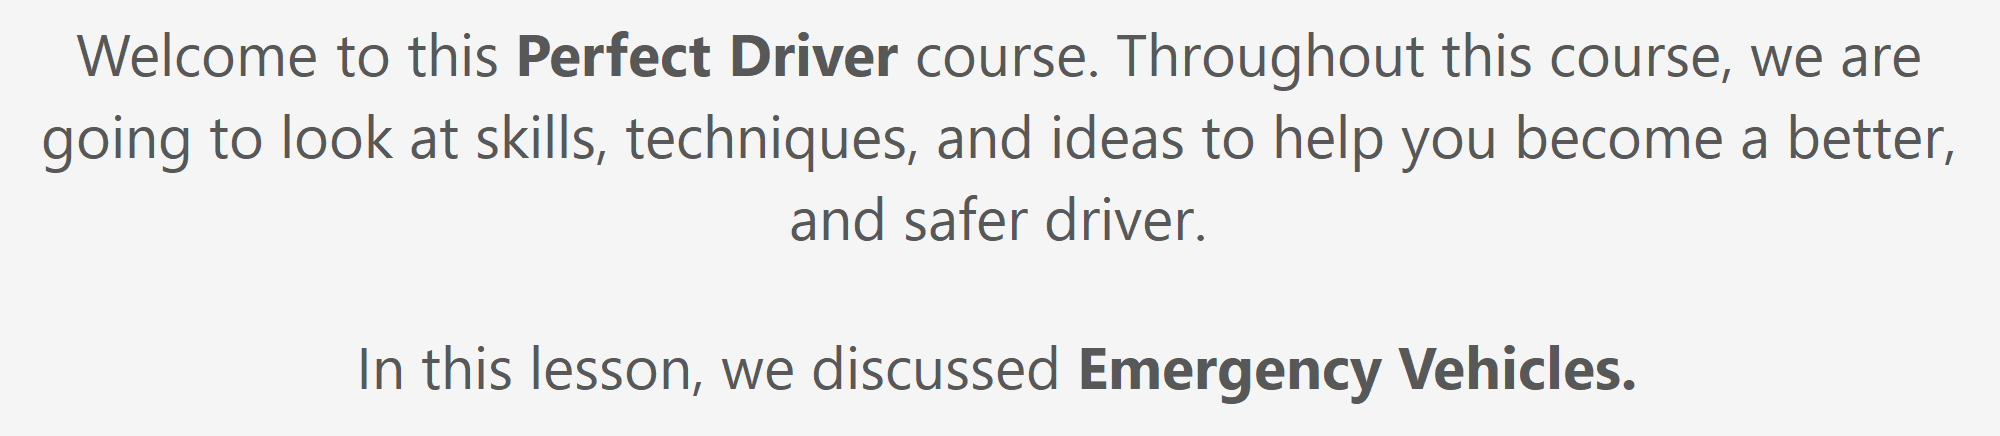 Welcome to this Perfect Driver course. Throughout this course, we are
going to look at skills, techniques, and ideas to help you become a better,
and safer driver.
In this lesson, we discussed Emergency Vehicles.